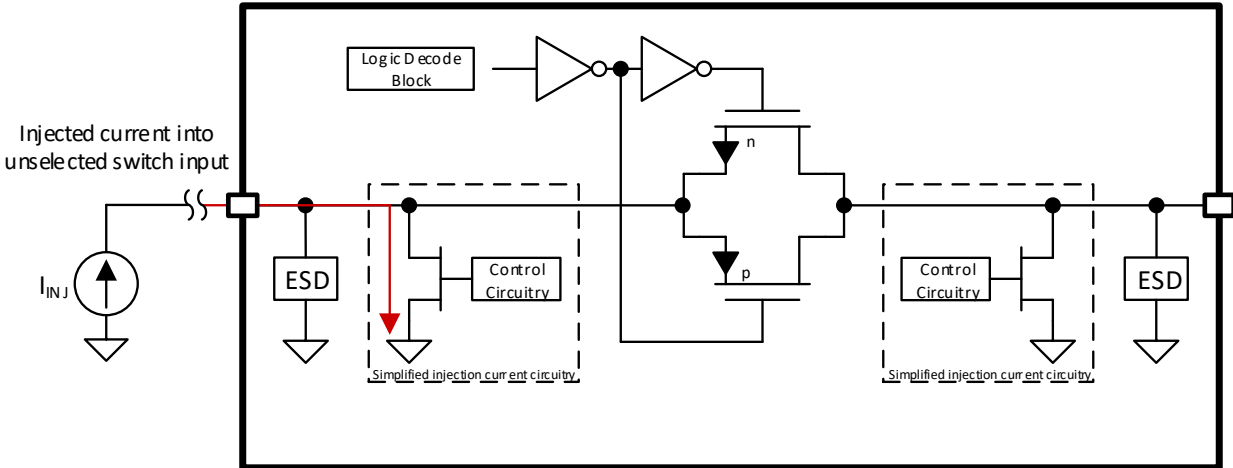 Logic Decode
Block
Injected current into
unselected switch input
n
p
I INJ
ESD
Control
Circuitry
Simplified injection current circuitry
Control
Circuitry
ESD
Simplified injection current circuitry